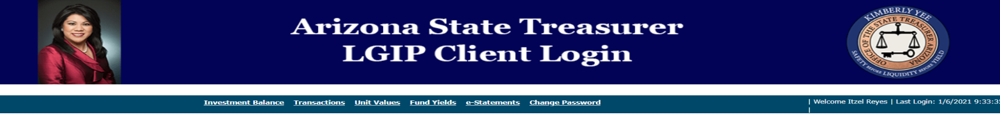 Arizona State Treasurer
LGIP Client Login
KIMBERLY YEE
OFFICE OF THE STATE TREASURER ARIZONA
SAFETY BEFORE LIQUIDITY BEFORE YIELD
Investment Balance Transactions Unit Values Fund Yields e-Statements Change Password
| Welcome Itzel Reyes | Last Login: 1/6/2021 9:33:35
|